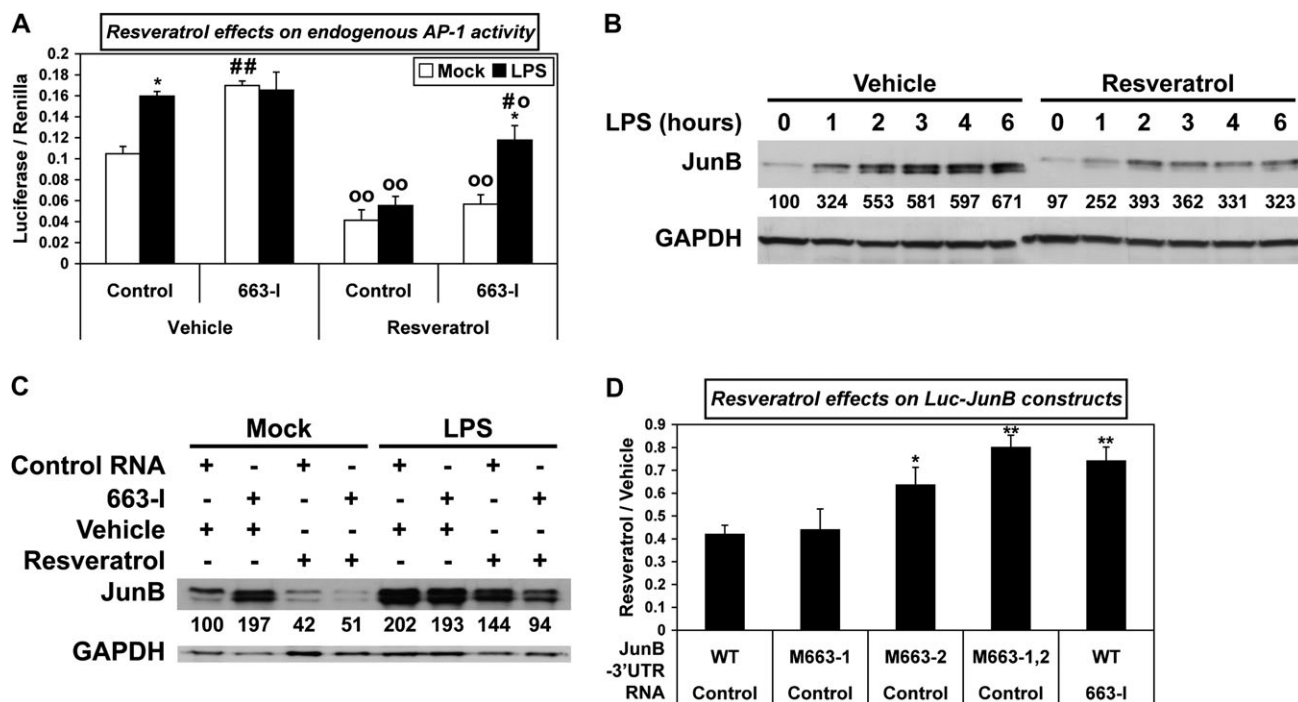 A
Resveratrol effects on endogenous AP-1 activity
Luciferase / Renilla
0.2
0.18
0.16
0.14
0.12
0.1
0.08
0.06
0.04
0.02
0
Mock LPS
* ## oo oo oo #o *
Control 663-I Control 663-I
Vehicle Resveratrol
B
Vehicle Resveratrol
LPS (hours) 0 1 2 3 4 6 0 1 2 3 4 6
JunB
100 324 553 581 597 671 97 252 393 362 331 323
GAPDH
C
Mock LPS
Control RNA + - + - + - + -
663-I - + - + - + - +
Vehicle + + - - + + - -
Resveratrol - - + + - - + +
JunB
100 197 42 51 202 193 144 94
GAPDH
D
Resveratrol effects on Luc-JunB constructs
Resveratrol / Vehicle
0.9
0.8
0.7
0.6
0.5
0.4
0.3
0.2
0.1
0
* ** **
JunB
-3'UTR WT M663-1 M663-2 M663-1,2 WT
RNA Control Control Control Control 663-I